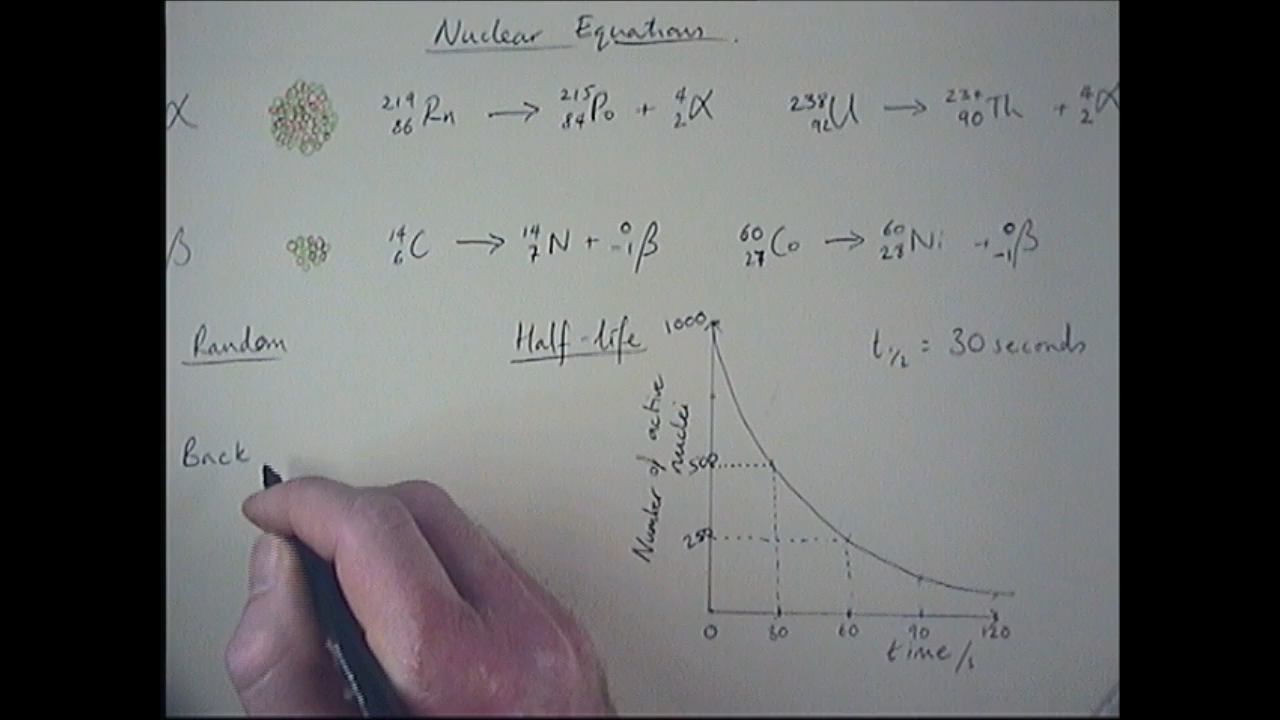 Nuclear Equations.
α ²¹⁹₈₆Rn → ²¹⁵₈₄Po + ⁴₂α ²³⁸₉₂U → ²³⁴₉₀Th + ⁴₂α
β ¹⁴₆C → ¹⁴₇N + ⁰₋₁β ⁶⁰₂₇Co → ⁶⁰₂₈Ni + ⁰₋₁β
Random
Half-life
t₁/₂ = 30 seconds
Back
Number of active
nuclei
1000
500
250
0 30 60 90 120
time/s